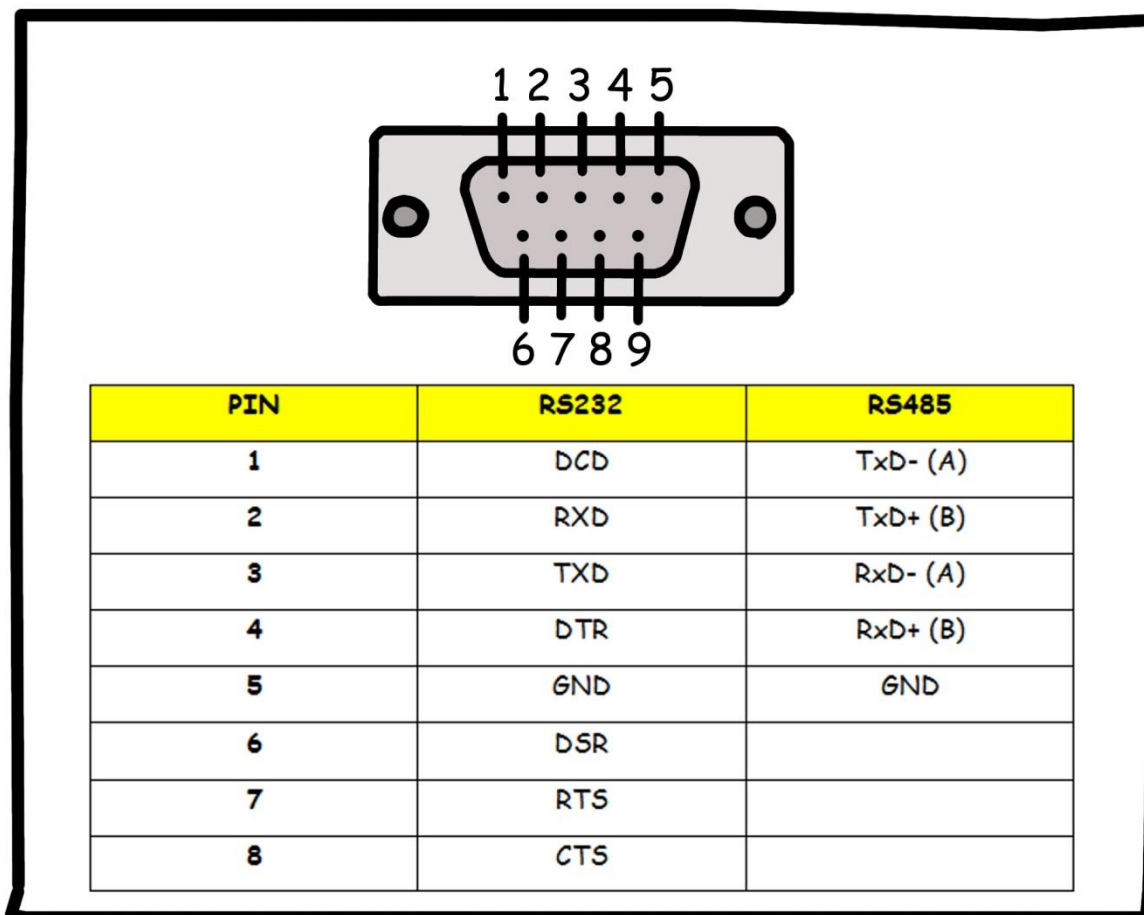 1 2 3 4 5
6 7 8 9
PIN RS232 RS485
1 DCD TxD- (A)
2 RXD TxD+ (B)
3 TXD RxD- (A)
4 DTR RxD+ (B)
5 GND GND
6 DSR
7 RTS
8 CTS